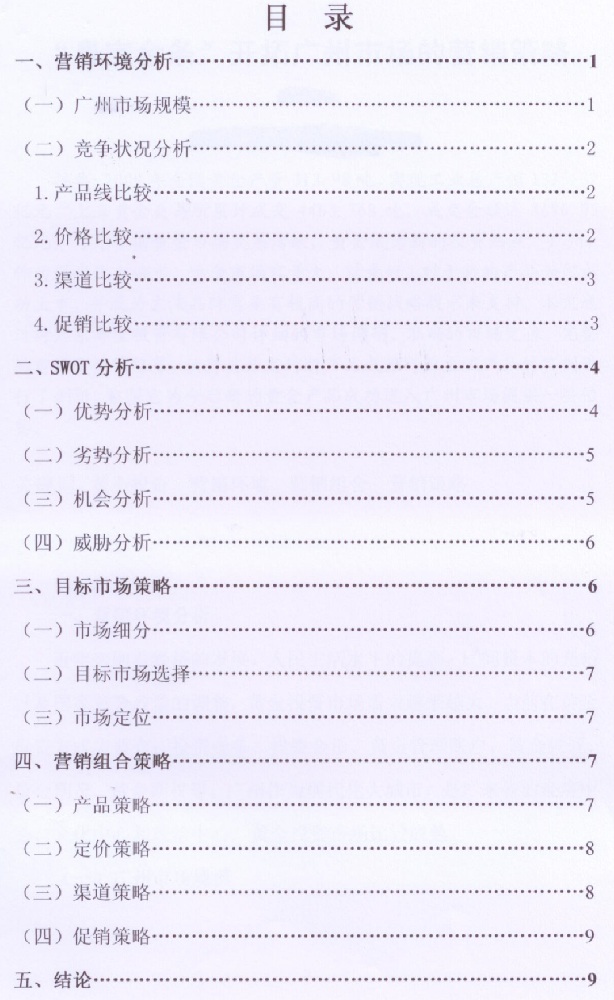 目 录
一、营销环境分析……1
（一）广州市场规模……1
（二）竞争状况分析……2
1.产品线比较……2
2.价格比较……2
3.渠道比较……3
4.促销比较……3
二、SWOT 分析……4
（一）优势分析……4
（二）劣势分析……5
（三）机会分析……5
（四）威胁分析……6
三、目标市场策略……6
（一）市场细分……6
（二）目标市场选择……7
（三）市场定位……7
四、营销组合策略……7
（一）产品策略……7
（二）定价策略……8
（三）渠道策略……8
（四）促销策略……9
五、结论……9